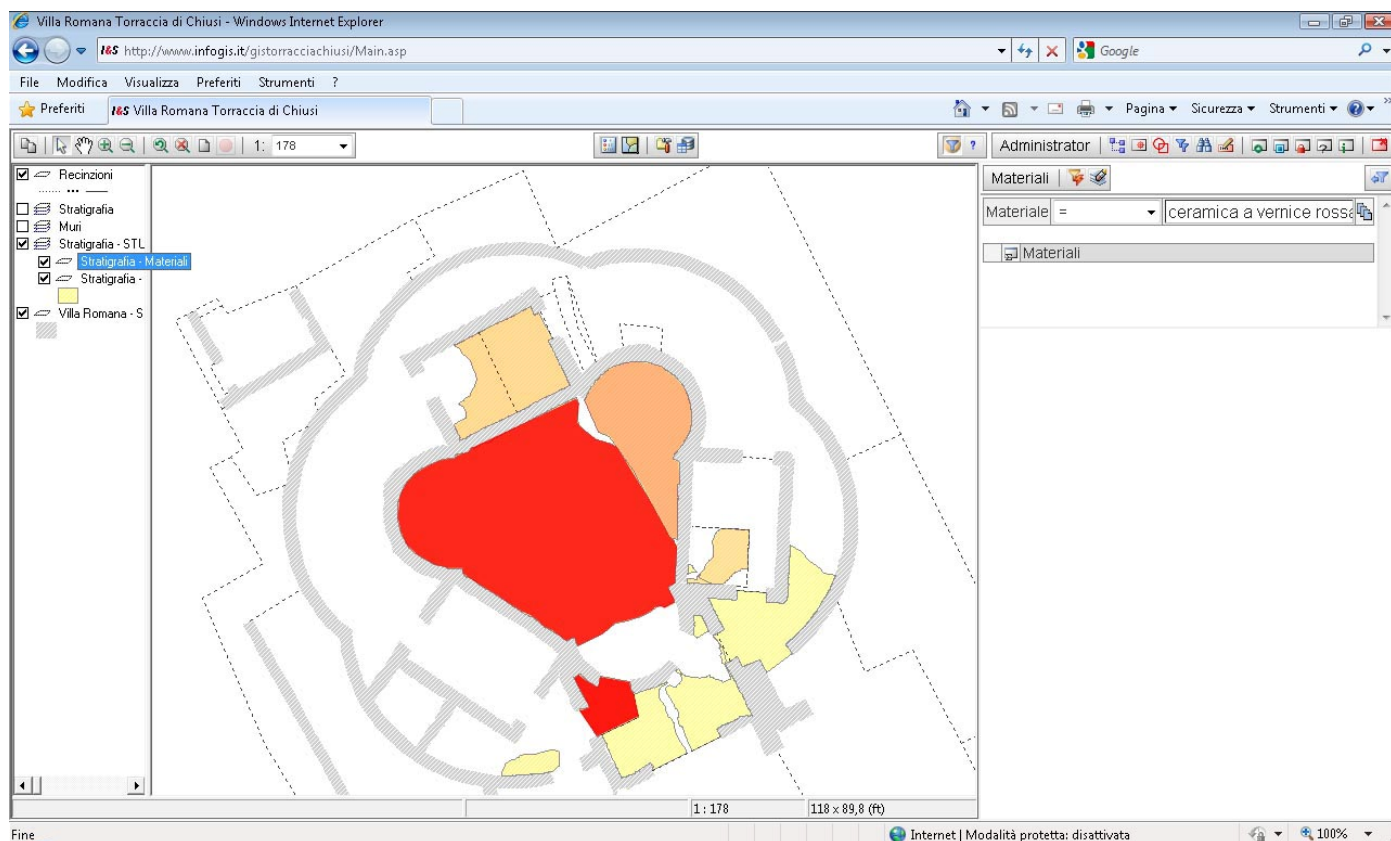 Villa Romana Torraccia di Chiusi - Windows Internet Explorer
I&S http://www.infogis.it/gistorracciachiusi/Main.asp
Google
File Modifica Visualizza Preferiti Strumenti ?
Preferiti I&S Villa Romana Torraccia di Chiusi
Pagina Sicurezza Strumenti
1: 178
? Administrator
Recinzioni
Stratigrafia
Muri
Stratigrafia - STL
Stratigrafia - Materiali
Stratigrafia -
Villa Romana - S
Materiali
Materiale = ceramica a vernice rossa
Materiali
1 : 178 118 x 89,8 (ft)
Fine Internet | Modalità protetta: disattivata 100%